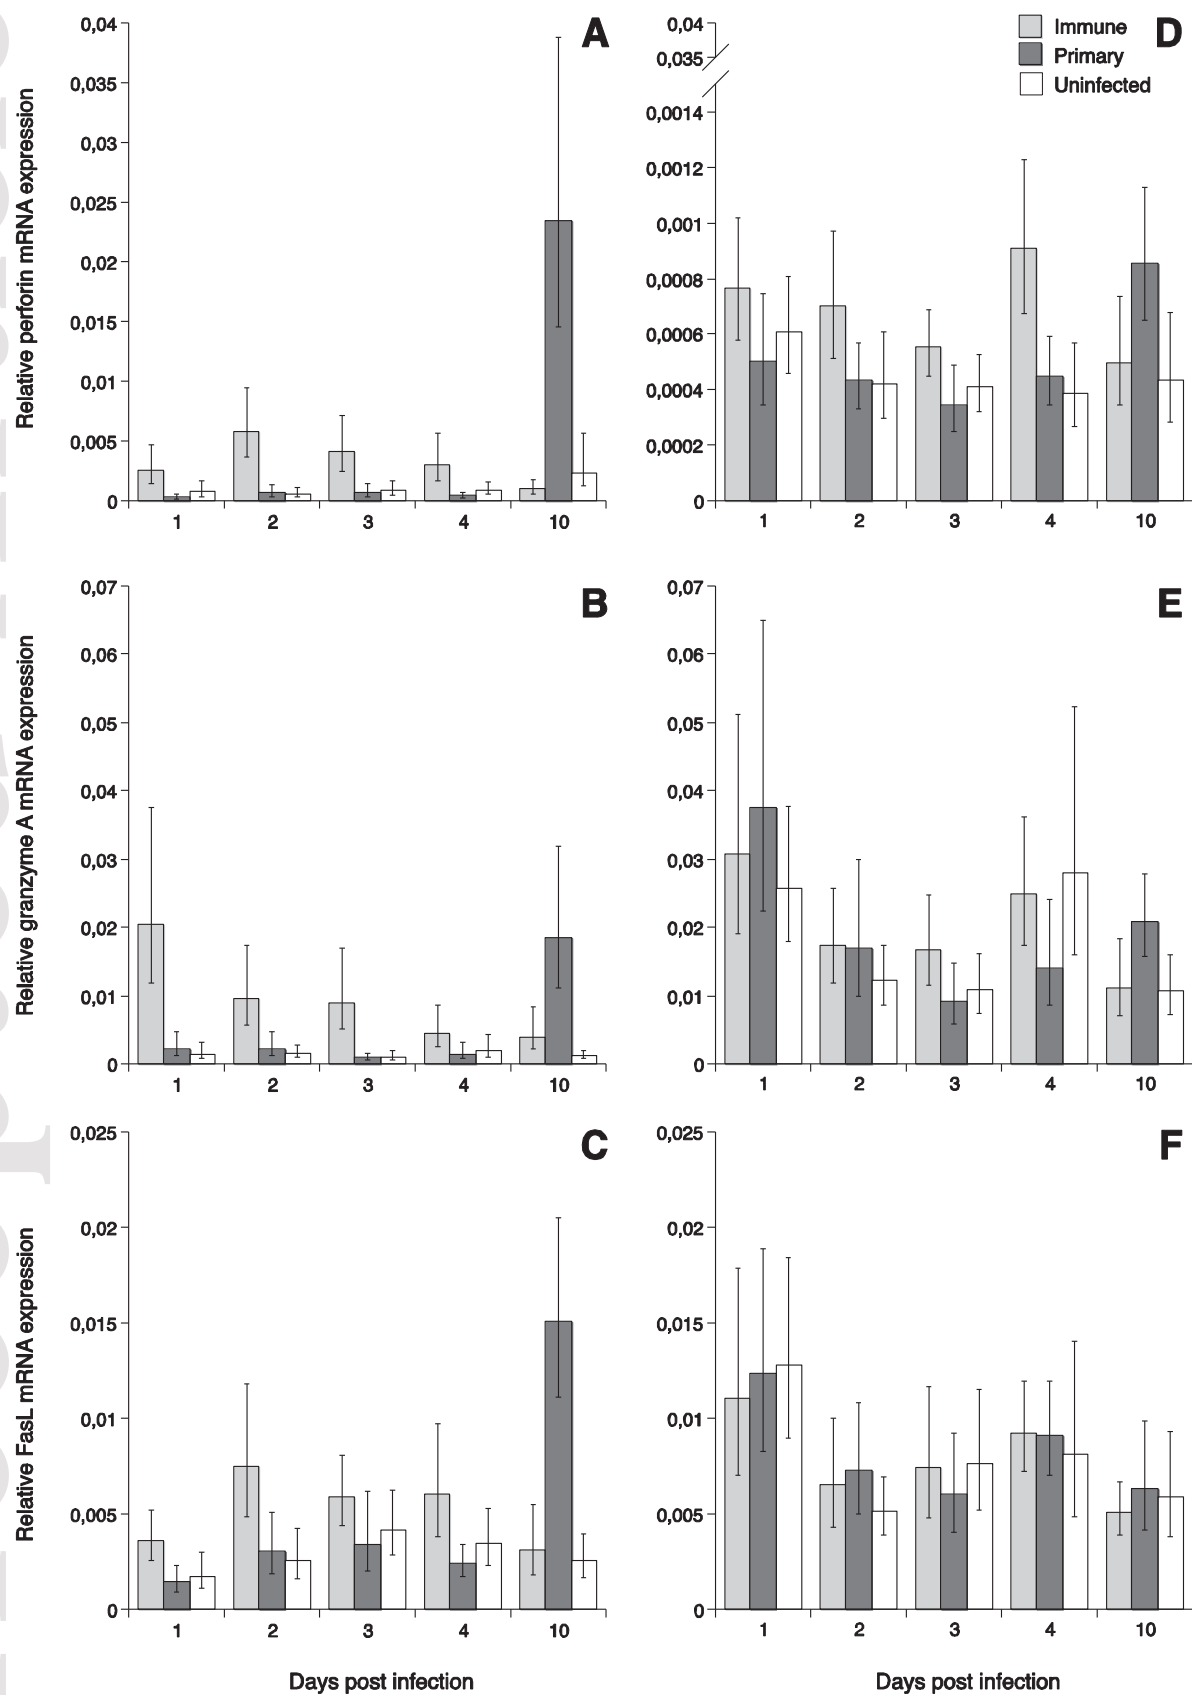 A
Relative perforin mRNA expression
0,04
0,035
0,03
0,025
0,02
0,015
0,01
0,005
0
1 2 3 4 10
D
Immune
Primary
Uninfected
0,04
0,035
0,0014
0,0012
0,001
0,0008
0,0006
0,0004
0,0002
0
1 2 3 4 10
B
Relative granzyme A mRNA expression
0,07
0,06
0,05
0,04
0,03
0,02
0,01
0
1 2 3 4 10
E
0,07
0,06
0,05
0,04
0,03
0,02
0,01
0
1 2 3 4 10
C
Relative FasL mRNA expression
0,025
0,02
0,015
0,01
0,005
0
1 2 3 4 10
Days post infection
F
0,025
0,02
0,015
0,01
0,005
0
1 2 3 4 10
Days post infection